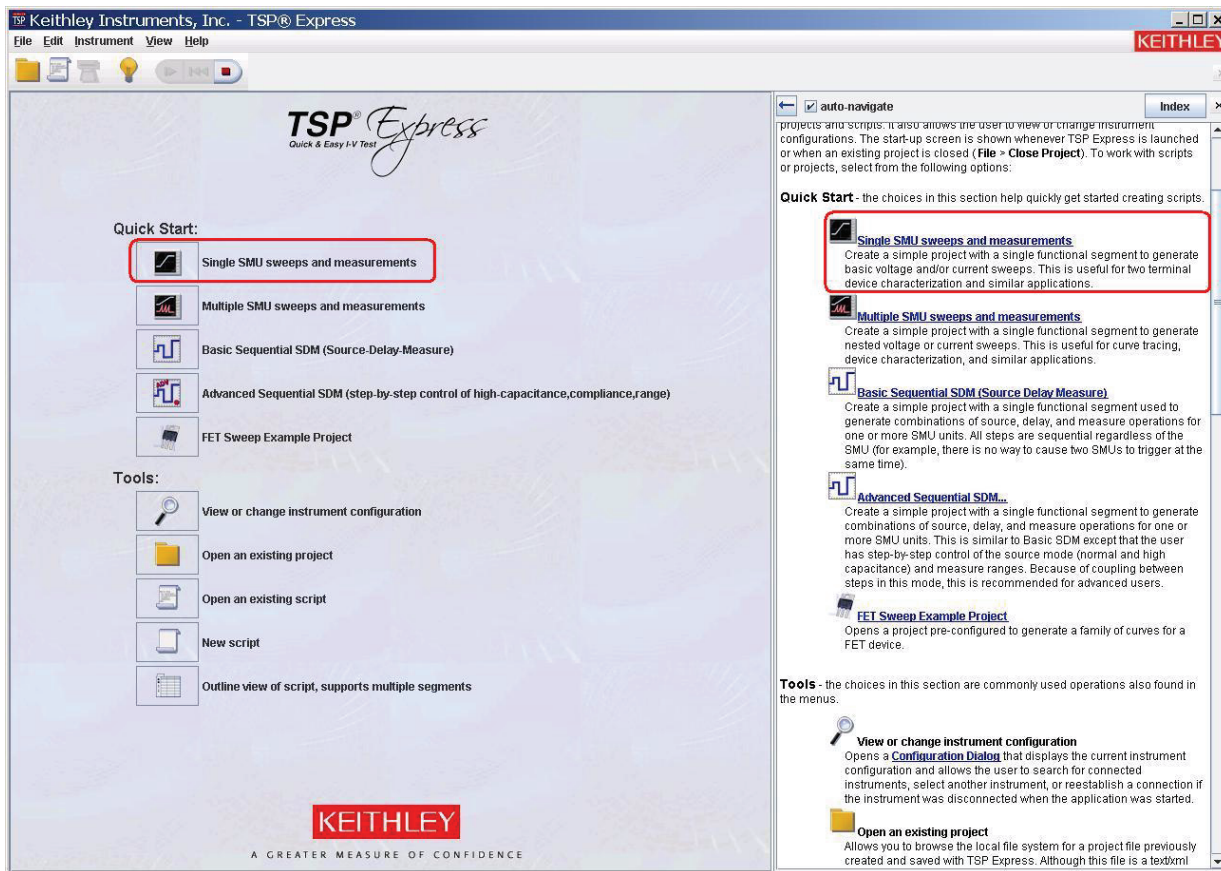 TSP Keithley Instruments, Inc. - TSP® Express
File Edit Instrument View Help
KEITHLEY
TSP® Express
Quick & Easy I-V Test
Quick Start:
Single SMU sweeps and measurements
Multiple SMU sweeps and measurements
Basic Sequential SDM (Source-Delay-Measure)
Advanced Sequential SDM (step-by-step control of high-capacitance,compliance,range)
FET Sweep Example Project
Tools:
View or change instrument configuration
Open an existing project
Open an existing script
New script
Outline view of script, supports multiple segments
KEITHLEY
A GREATER MEASURE OF CONFIDENCE
auto-navigate
Index
projects and scripts. It also allows the user to view or change instrument
configurations. The start-up screen is shown whenever TSP Express is launched
or when an existing project is closed (File > Close Project). To work with scripts
or projects, select from the following options:
Quick Start - the choices in this section help quickly get started creating scripts.
Single SMU sweeps and measurements
Create a simple project with a single functional segment to generate
basic voltage and/or current sweeps. This is useful for two terminal
device characterization and similar applications.
Multiple SMU sweeps and measurements
Create a simple project with a single functional segment to generate
nested voltage or current sweeps. This is useful for curve tracing,
device characterization, and similar applications.
Basic Sequential SDM (Source Delay Measure)
Create a simple project with a single functional segment used to
generate combinations of source, delay, and measure operations for
one or more SMU units. All steps are sequential regardless of the
SMU (for example, there is no way to cause two SMUs to trigger at the
same time).
Advanced Sequential SDM...
Create a simple project with a single functional segment to generate
combinations of source, delay, and measure operations for one or
more SMU units. This is similar to Basic SDM except that the user
has step-by-step control of the source mode (normal and high
capacitance) and measure ranges. Because of coupling between
steps in this mode, this is recommended for advanced users.
FET Sweep Example Project
Opens a project pre-configured to generate a family of curves for a
FET device.
Tools - the choices in this section are commonly used operations also found in
the menus.
View or change instrument configuration
Opens a Configuration Dialog that displays the current instrument
configuration and allows the user to search for connected
instruments, select another instrument, or reestablish a connection if
the instrument was disconnected when the application was started.
Open an existing project
Allows you to browse the local file system for a project file previously
created and saved with TSP Express. Although this file is a text/xml